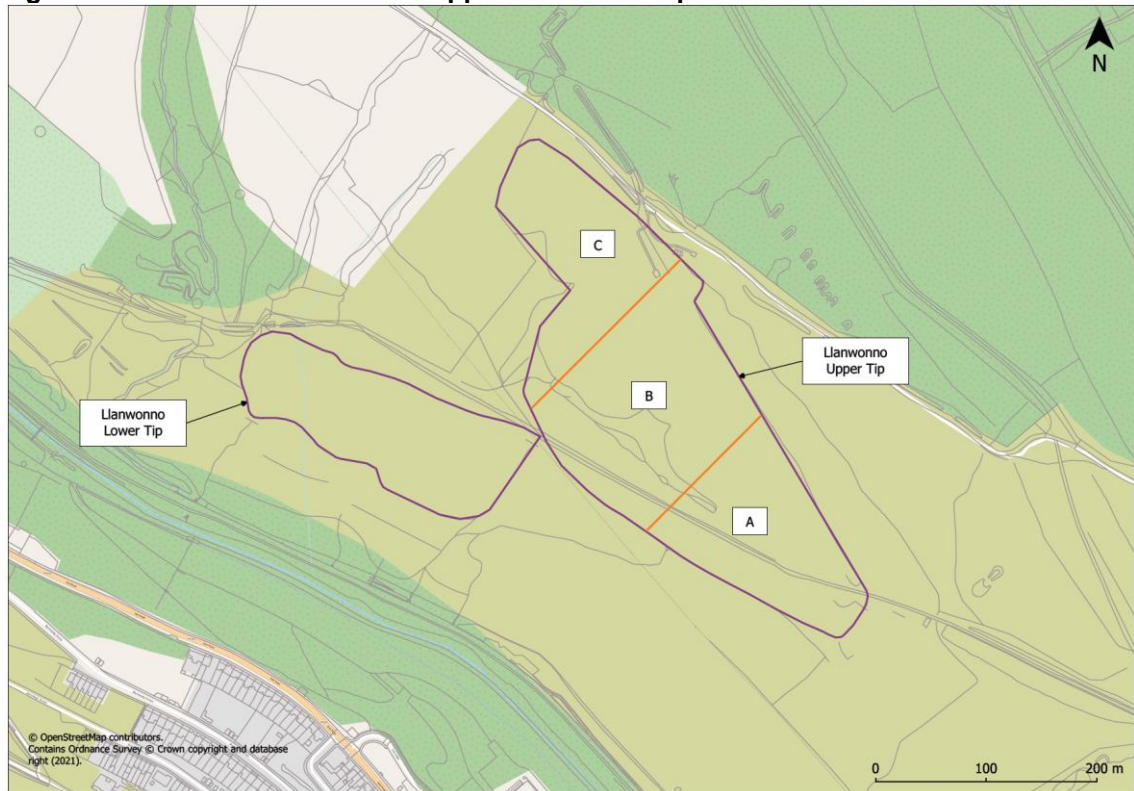 N
C
Llanwonno
Upper Tip
B
Llanwonno
Lower Tip
A
© OpenStreetMap contributors.
Contains Ordnance Survey © Crown copyright and database
right (2021).
0 100 200 m